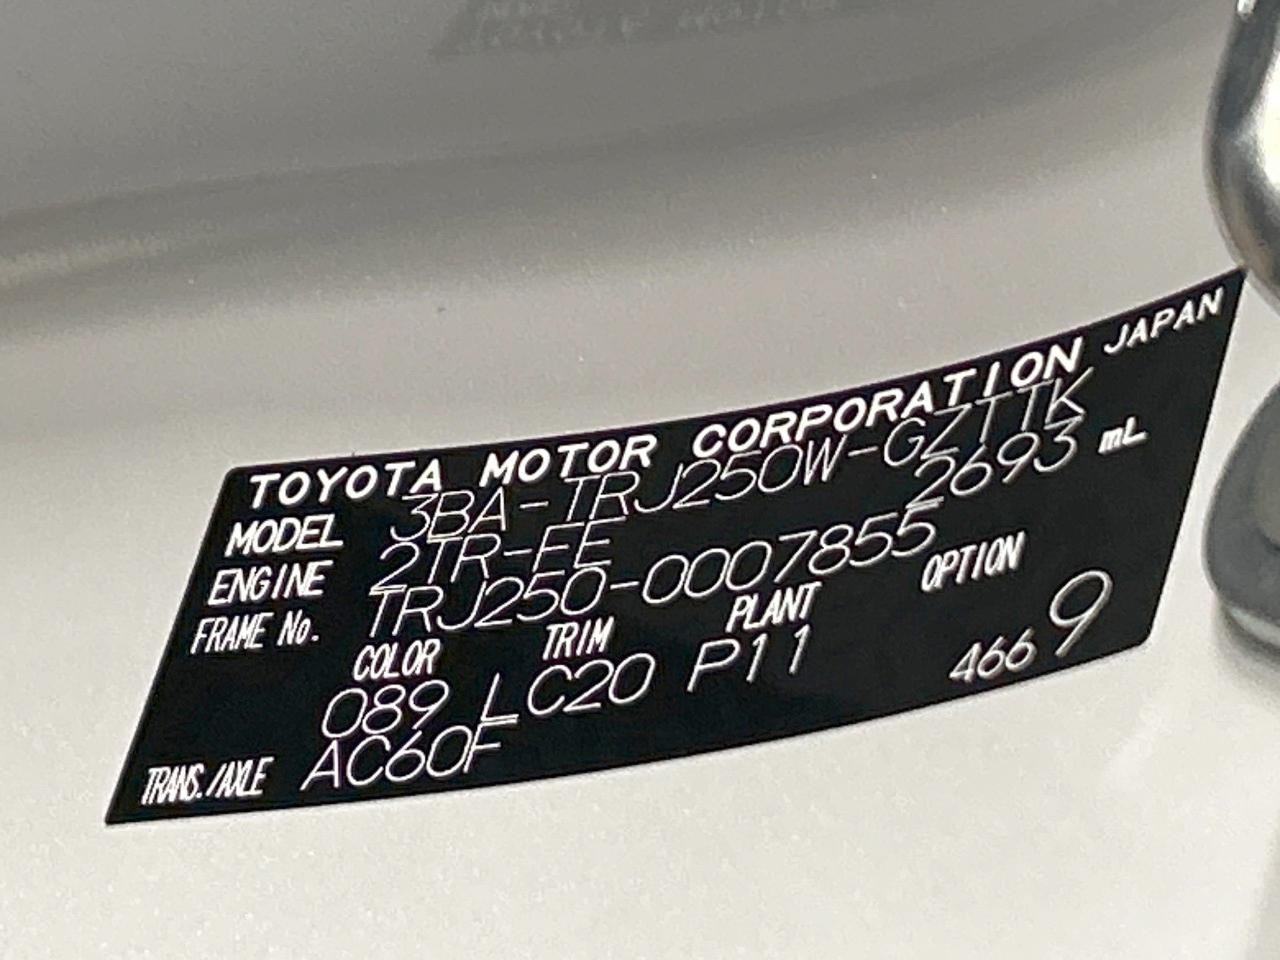 TOYOTA MOTOR CORPORATION JAPAN
MODEL 3BA-TRJ250W-GZTTK
ENGINE 2TR-FE 2693 mL
FRAME No. TRJ250-0007855
COLOR TRIM PLANT OPTION
089 LC20 P11 466 9
TRANS./AXLE AC60F